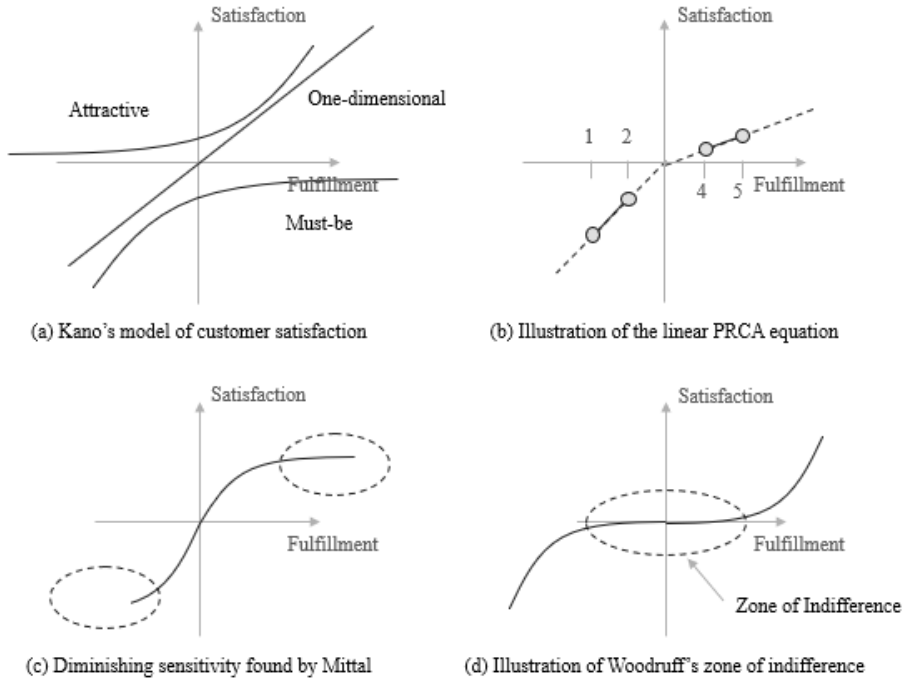 Satisfaction
Attractive
One-dimensional
Fulfillment
Must-be
(a) Kano's model of customer satisfaction
Satisfaction
1
2
4
5
Fulfillment
(b) Illustration of the linear PRCA equation
Satisfaction
Fulfillment
(c) Diminishing sensitivity found by Mittal
Satisfaction
Fulfillment
Zone of Indifference
(d) Illustration of Woodruff's zone of indifference